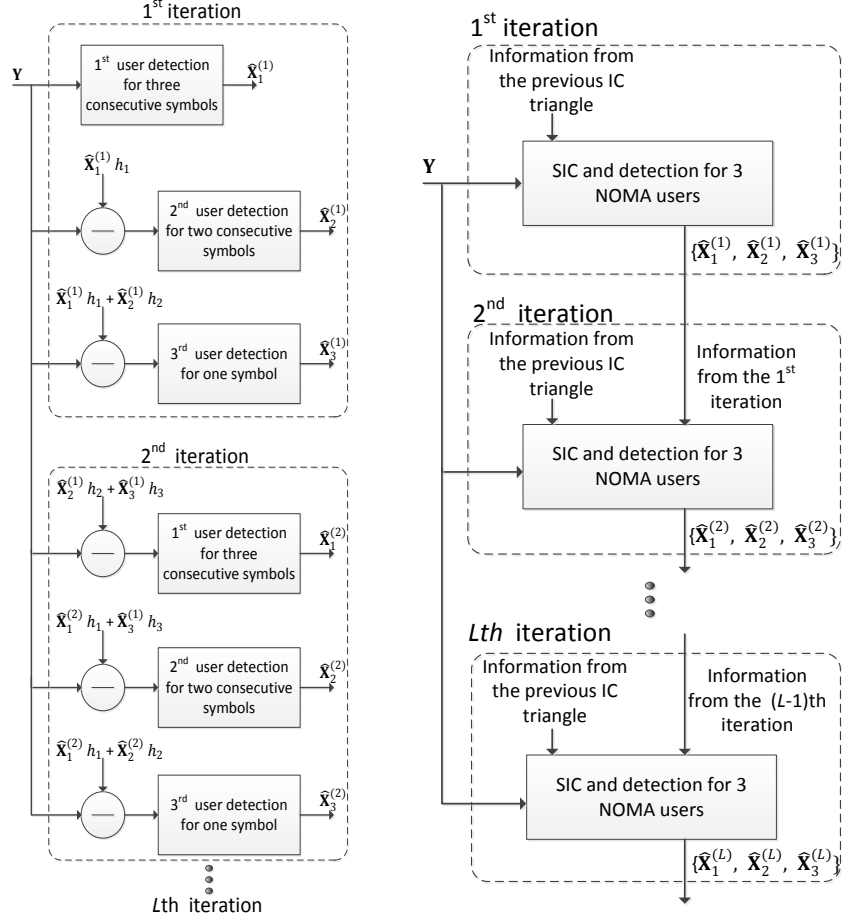 1st iteration
Y
1st user detection
for three
consecutive symbols
X̂1(1)
X̂1(1) h1
—
2nd
user detection
for two consecutive
symbols
X̂2(1)
X̂1(1) h1 + X̂2(1) h2
—
3rd user detection
for one symbol
X̂3(1)
2nd iteration
X̂2(1) h2 + X̂3(1) h3
—
1st user detection
for three
consecutive symbols
X̂1(2)
X̂1(2) h1 + X̂3(1) h3
—
2nd user detection
for two consecutive
symbols
X̂2(2)
X̂1(2) h1 + X̂2(2) h2
—
3rd user detection
for one symbol
X̂3(2)
Lth iteration
1st iteration
Information from
the previous IC
triangle
Y
SIC and detection for 3
NOMA users
{X̂1(1), X̂2(1), X̂3(1)}
2nd iteration
Information from
the previous IC
triangle
Information
from the 1st
iteration
SIC and detection for 3
NOMA users
{X̂1(2), X̂2(2), X̂3(2)}
Lth iteration
Information from
the previous IC
triangle
Information
from the (L-1)th
iteration
SIC and detection for 3
NOMA users
{X̂1(L), X̂2(L), X̂3(L)}